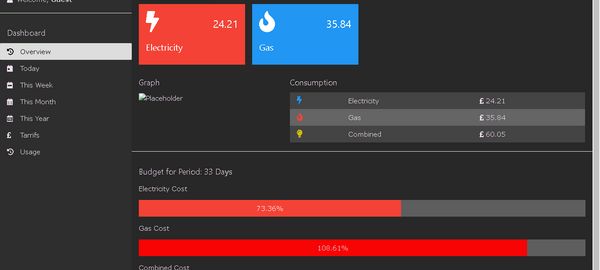 Welcome, Guest
Dashboard
Overview
Today
This Week
This Month
This Year
Tarrifs
Usage
24.21
Electricity
35.84
Gas
Graph
Placeholder
Consumption
Electricity £ 24.21
Gas £ 35.84
Combined £ 60.05
Budget for Period: 33 Days
Electricity Cost
73.36%
Gas Cost
108.61%
Combined Cost